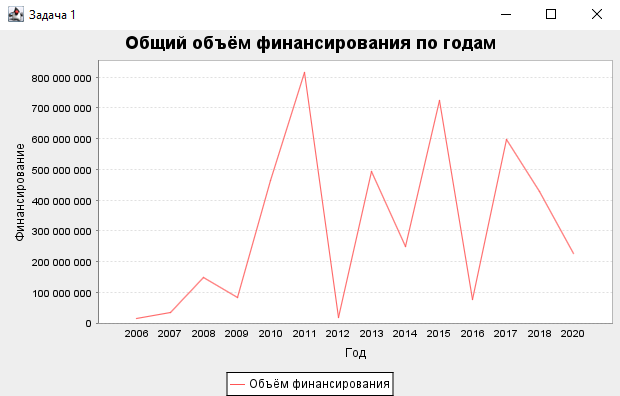 Задача 1
Общий объём финансирования по годам
Финансирование
800 000 000
700 000 000
600 000 000
500 000 000
400 000 000
300 000 000
200 000 000
100 000 000
0
2006 2007 2008 2009 2010 2011 2012 2013 2014 2015 2016 2017 2018 2020
Год
Объём финансирования